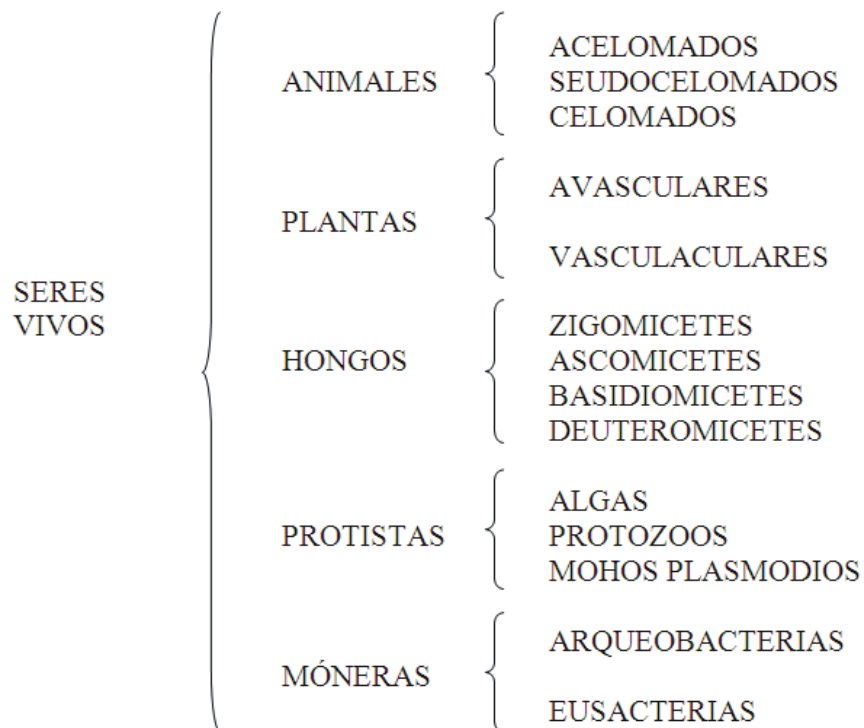 SERES
VIVOS
ANIMALES
ACELOMADOS
SEUDOCELOMADOS
CELOMADOS
PLANTAS
AVASCULARES
VASCULACULARES
HONGOS
ZIGOMICETES
ASCOMICETES
BASIDIOMICETES
DEUTEROMICETES
PROTISTAS
ALGAS
PROTOZOOS
MOHOS PLASMODIOS
MÓNERAS
ARQUEOBACTERIAS
EUSACTERIAS